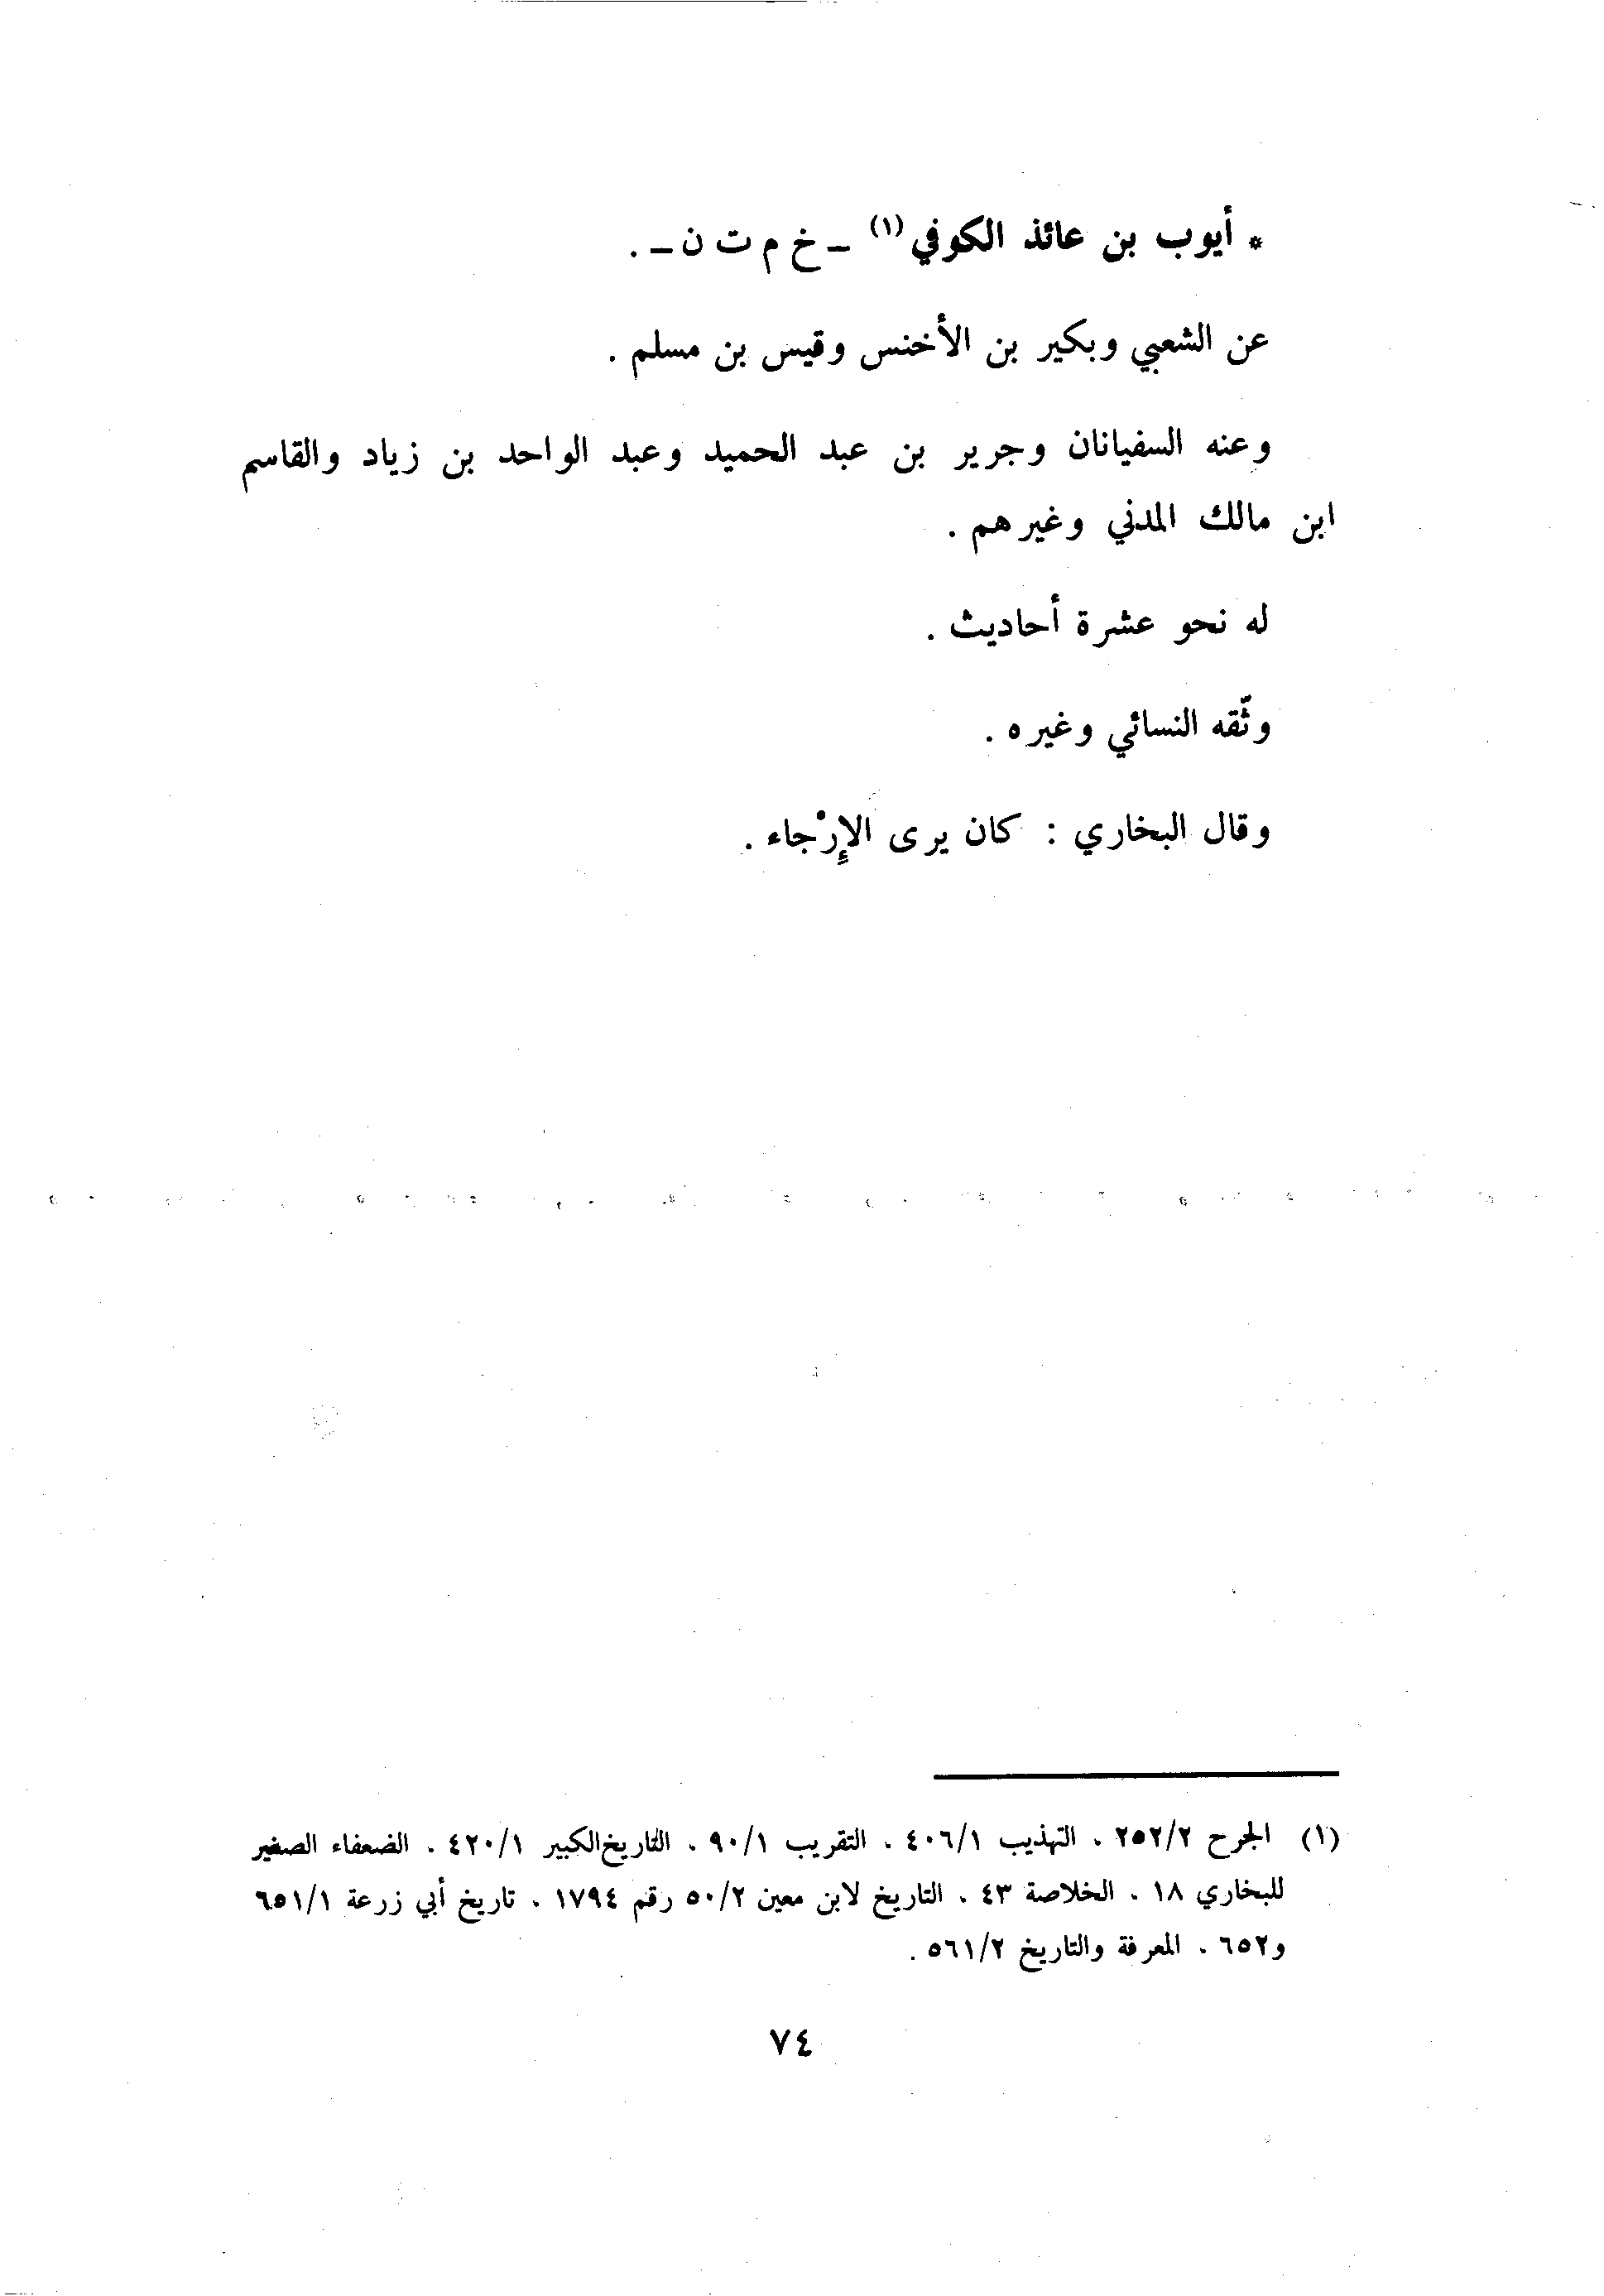 * أيوب بن عائذ الكوفي (١) ـ خ م ت ن ـ .
عن الشعبي وبكير بن الأخنس وقيس بن مسلم .
وعنه السفيانان وجرير بن عبد الحميد وعبد الواحد بن زياد والقاسم
ابن مالك المدني وغيرهم .
له نحو عشرة أحاديث .
وثّقه النسائي وغيره .
وقال البخاري : كان يرى الإِرْجاء .
(١) الجرح ٢٥٢/٢ . التهذيب ٤٠٦/١ . التقريب ٩٠/١ . التاريخ الكبير ٤٢٠/١ . الضعفاء الصغير
للبخاري ١٨ . الخلاصة ٤٣ . التاريخ لابن معين ٥٠/٢ رقم ١٧٩٤ . تاريخ أبي زرعة ٦٥١/١
و٦٥٢ . المعرفة والتاريخ ٥٦١/٢ .
٧٤